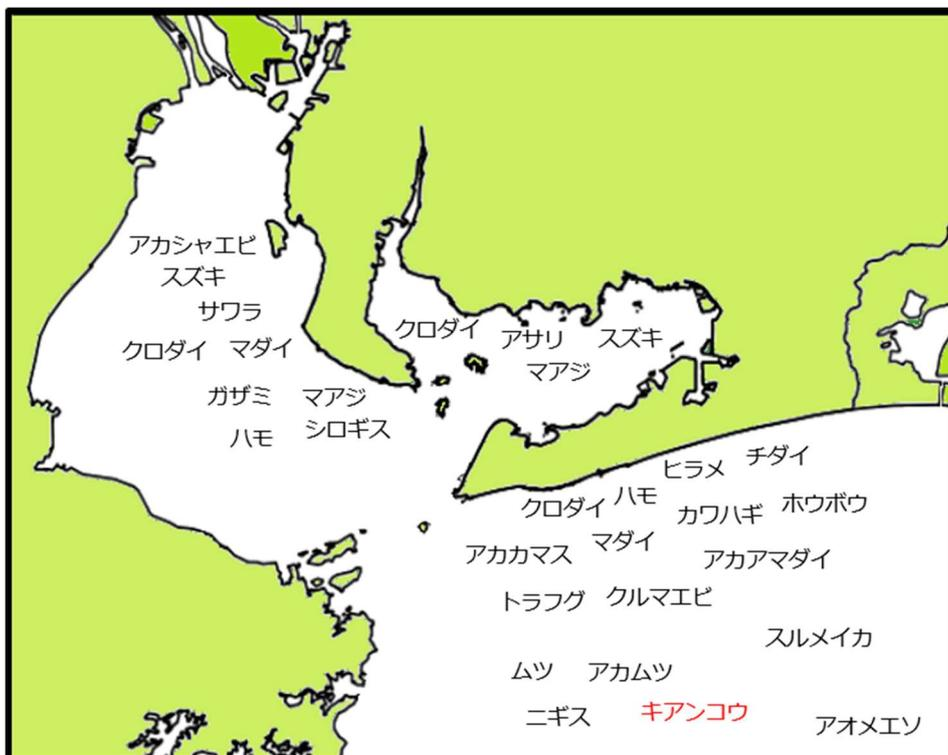 アカシャエビ
スズキ
サワラ
クロダイ マダイ
ガザミ マアジ
ハモ シロギス
クロダイ アサリ スズキ
マアジ
ヒラメ チダイ
クロダイ ハモ カワハギ ホウボウ
アカカマス マダイ アカアマダイ
トラフグ クルマエビ
スルメイカ
ムツ アカムツ
ニギス キアンコウ アオメエソ